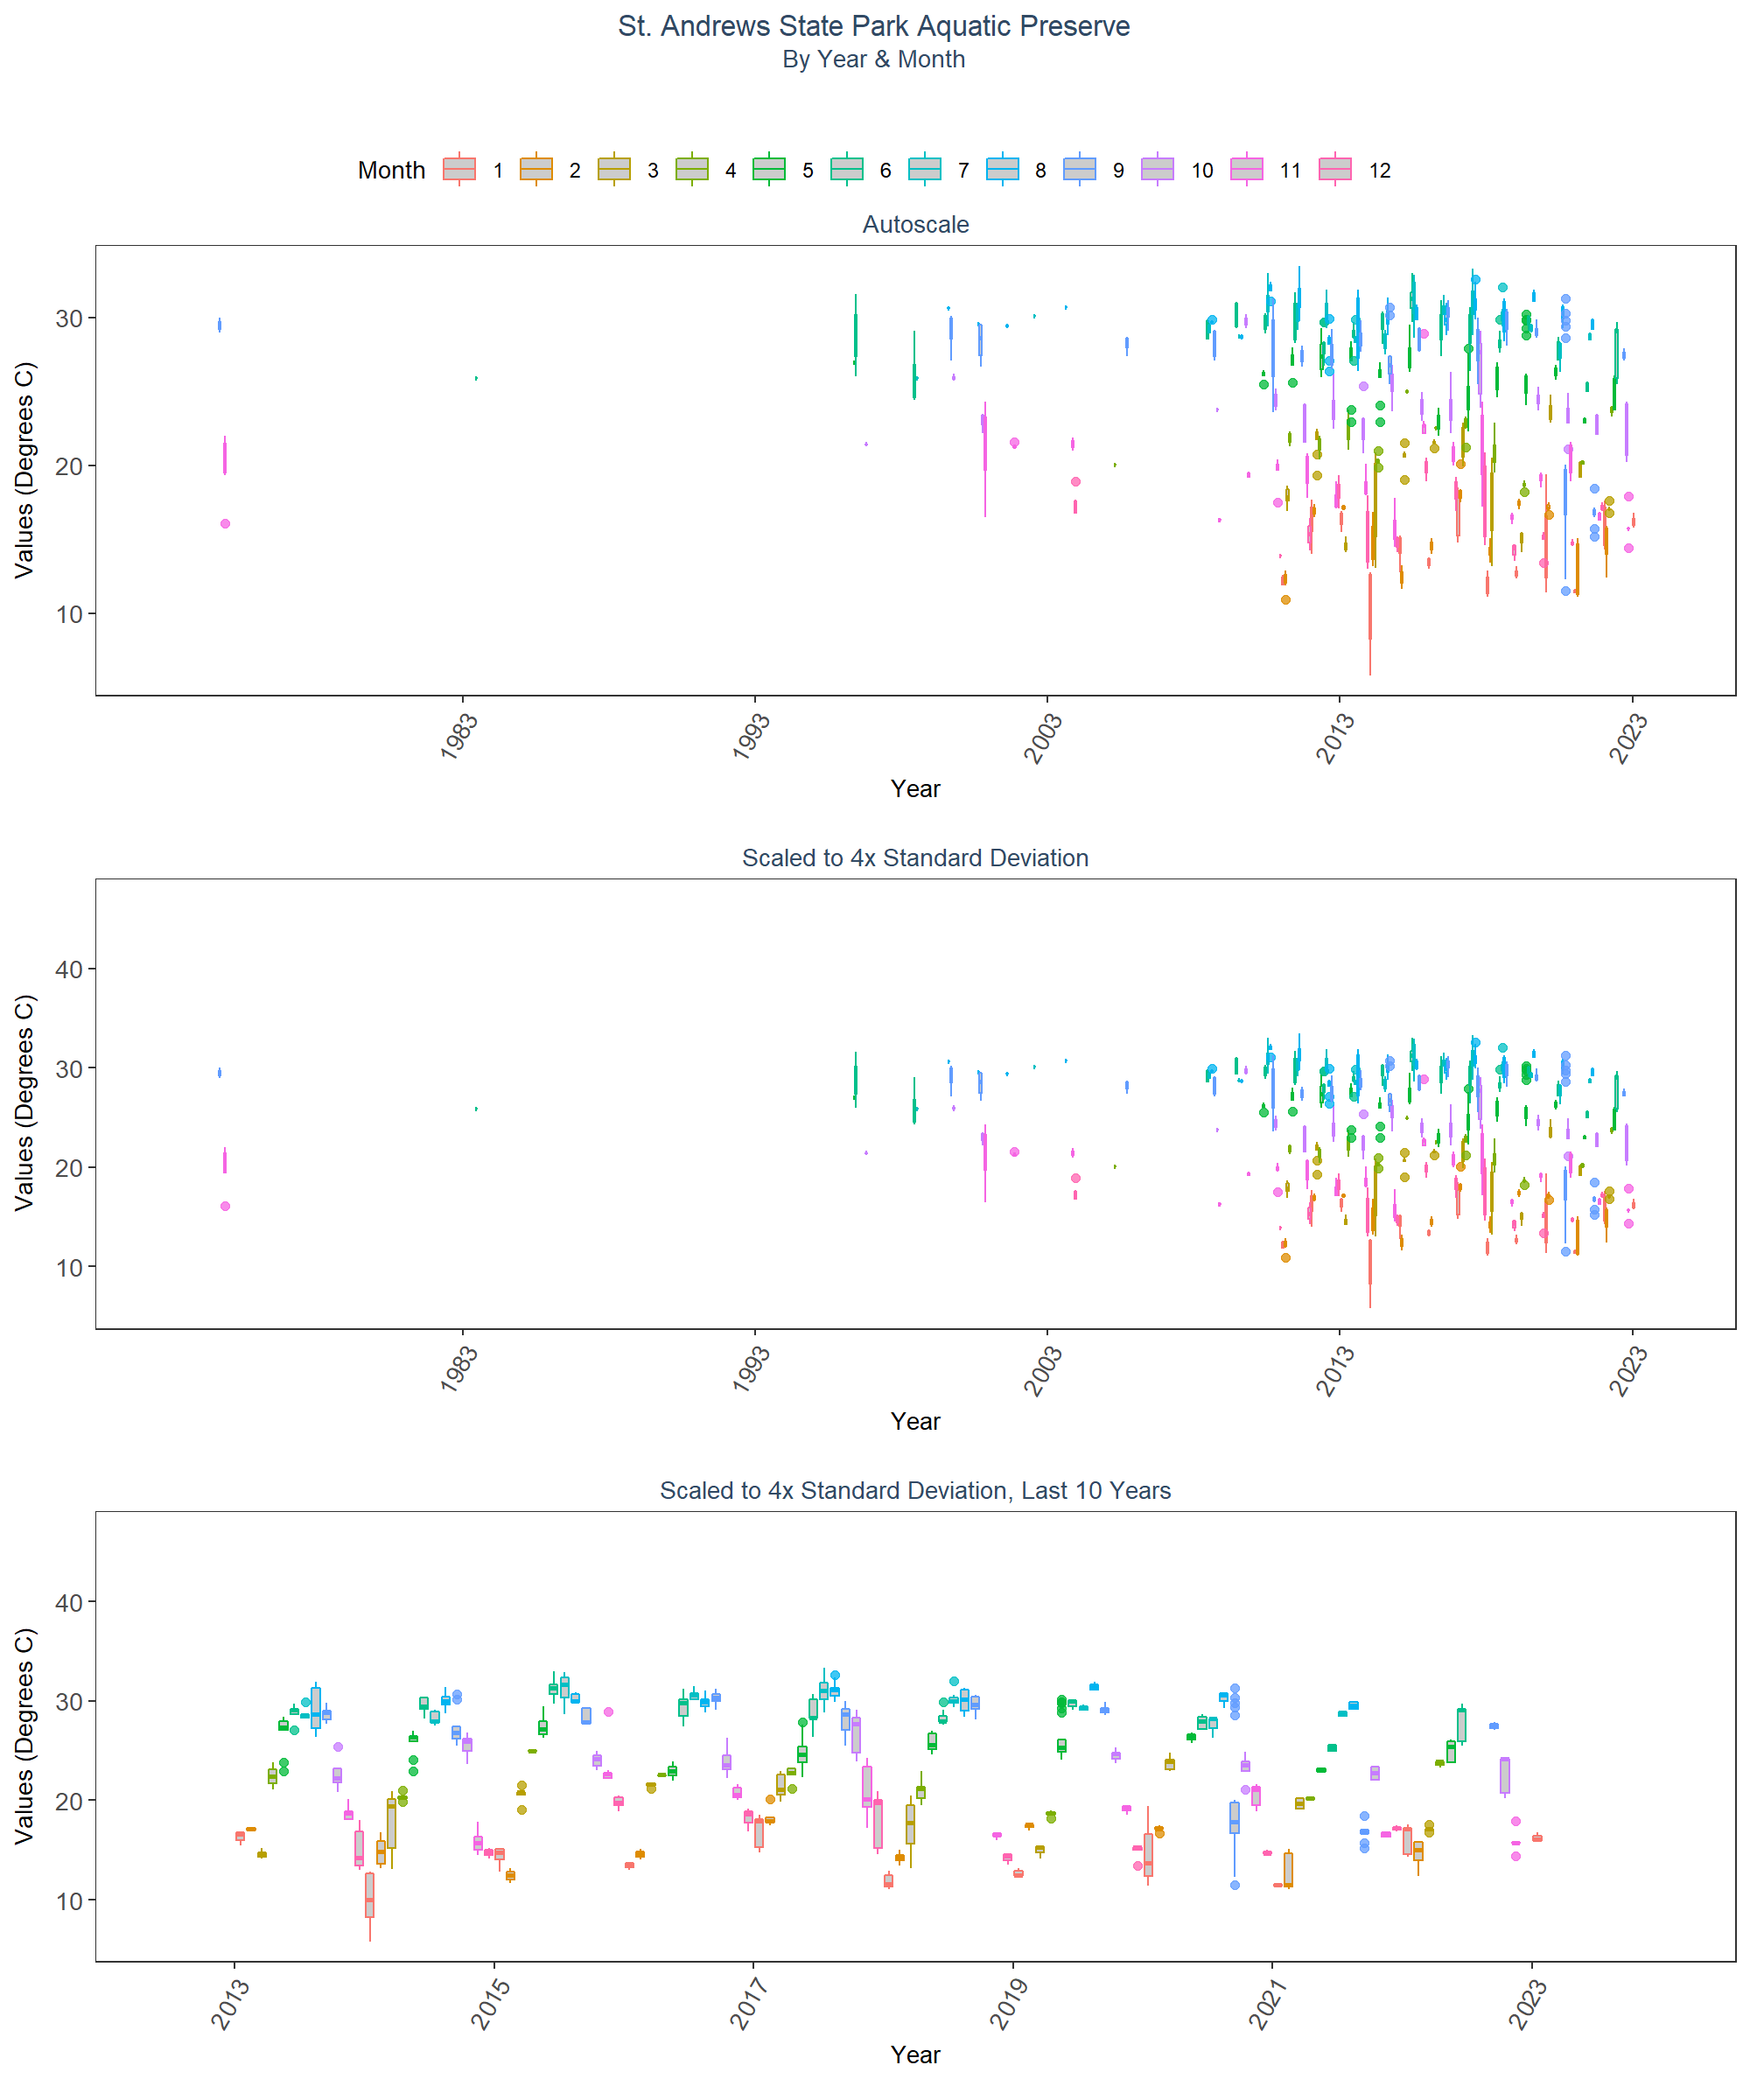 St. Andrews State Park Aquatic Preserve
By Year & Month
Month 1 2 3 4 5 6 7 8 9 10 11 12
Autoscale
Values (Degrees C)
30
20
10
1983 1993 2003 2013 2023
Year
Scaled to 4x Standard Deviation
Values (Degrees C)
40
30
20
10
1983 1993 2003 2013 2023
Year
Scaled to 4x Standard Deviation, Last 10 Years
Values (Degrees C)
40
30
20
10
2013 2015 2017 2019 2021 2023
Year